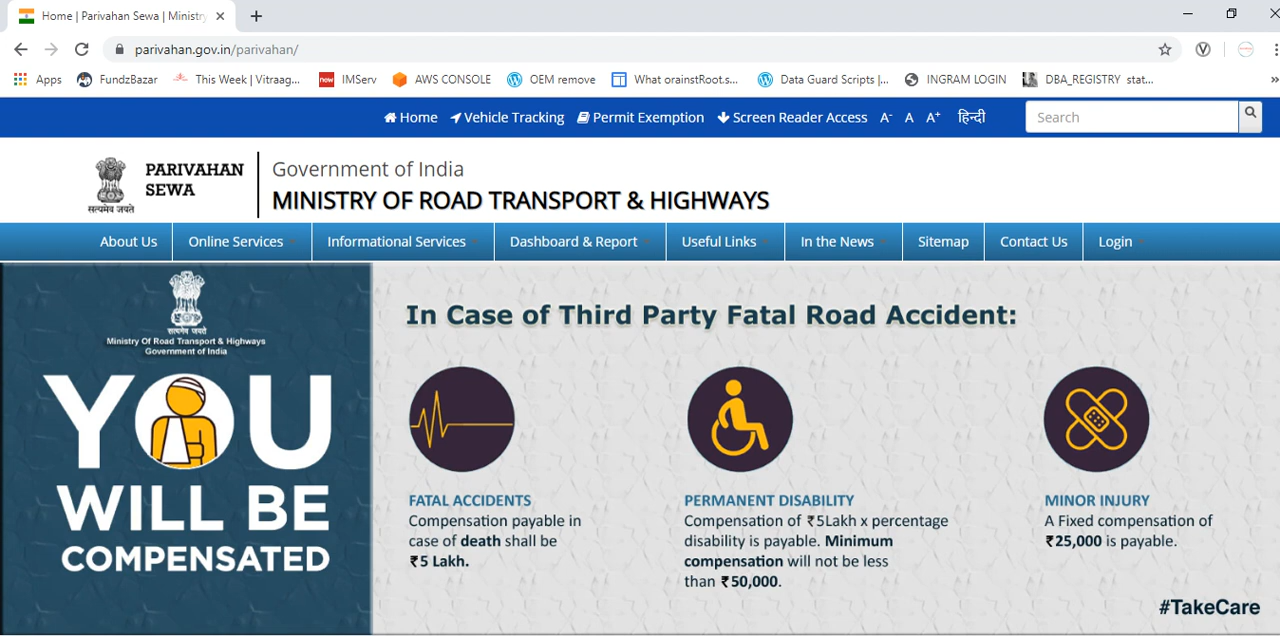 Home | Parivahan Sewa | Ministry
parivahan.gov.in/parivahan/
Apps FundzBazar This Week | Vitraag... now IMServ AWS CONSOLE OEM remove What orainstRoot.s... Data Guard Scripts |... INGRAM LOGIN DBA_REGISTRY stat... »
Home Vehicle Tracking Permit Exemption Screen Reader Access A- A A+ हिन्दी Search
PARIVAHAN
SEWA
सत्यमेव जयते
Government of India
MINISTRY OF ROAD TRANSPORT & HIGHWAYS
About Us Online Services Informational Services Dashboard & Report Useful Links In the News Sitemap Contact Us Login
सत्यमेव जयते
Ministry Of Road Transport & Highways
Government of India
YOU
WILL BE
COMPENSATED
In Case of Third Party Fatal Road Accident:
FATAL ACCIDENTS
Compensation payable in
case of death shall be
₹5 Lakh.
PERMANENT DISABILITY
Compensation of ₹5Lakh x percentage
disability is payable. Minimum
compensation will not be less
than ₹50,000.
MINOR INJURY
A Fixed compensation of
₹25,000 is payable.
#TakeCare